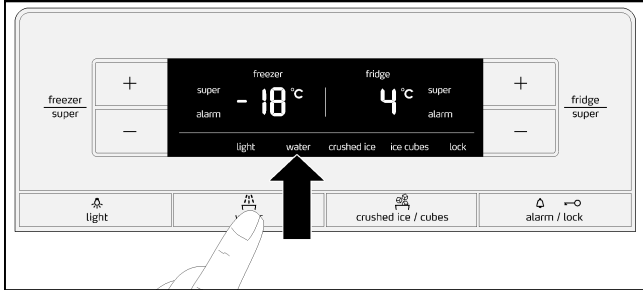 freezer
super
+
−
freezer
super
alarm
- 18 °C
fridge
4 °C
super
alarm
light
water
crushed ice
ice cubes
lock
+
−
fridge
super
light
crushed ice / cubes
alarm / lock